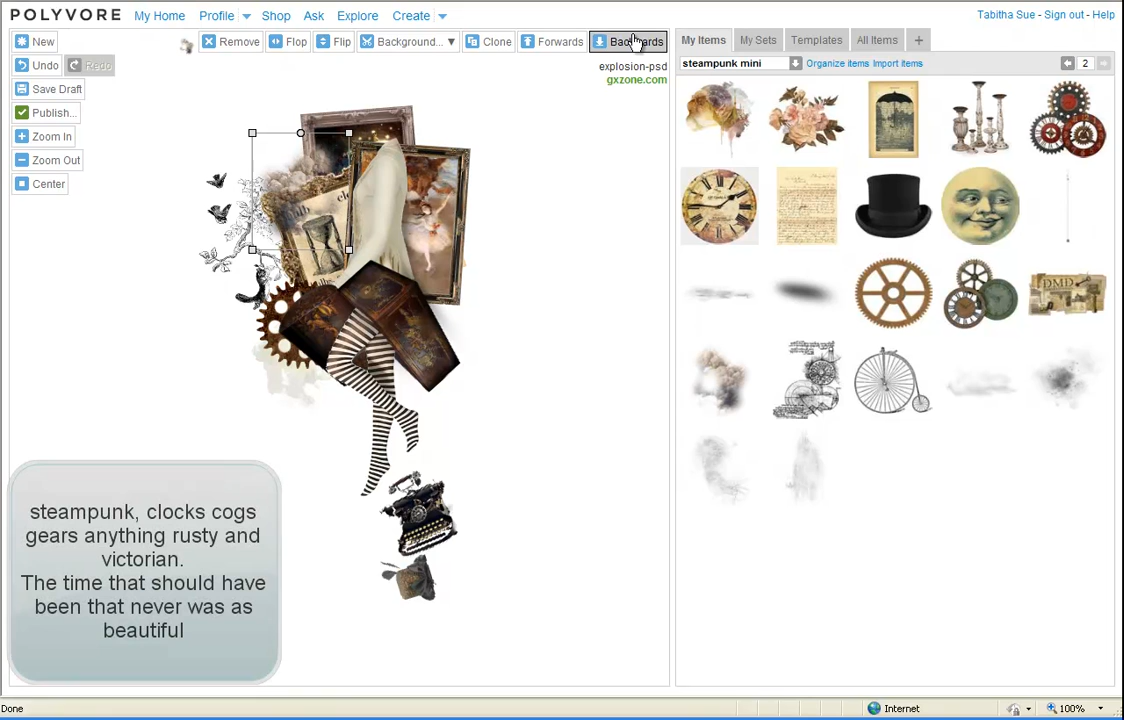 POLYVORE My Home Profile Shop Ask Explore Create
Tabitha Sue - Sign out - Help
New Remove Flop Flip Background... Clone Forwards Backwards
Undo Redo
Save Draft
Publish...
Zoom In
Zoom Out
Center
explosion-psd
gxzone.com
My Items My Sets Templates All Items +
steampunk mini Organize items Import items 2
DMD
steampunk, clocks cogs
gears anything rusty and
victorian.
The time that should have
been that never was as
beautiful
Done Internet 100%